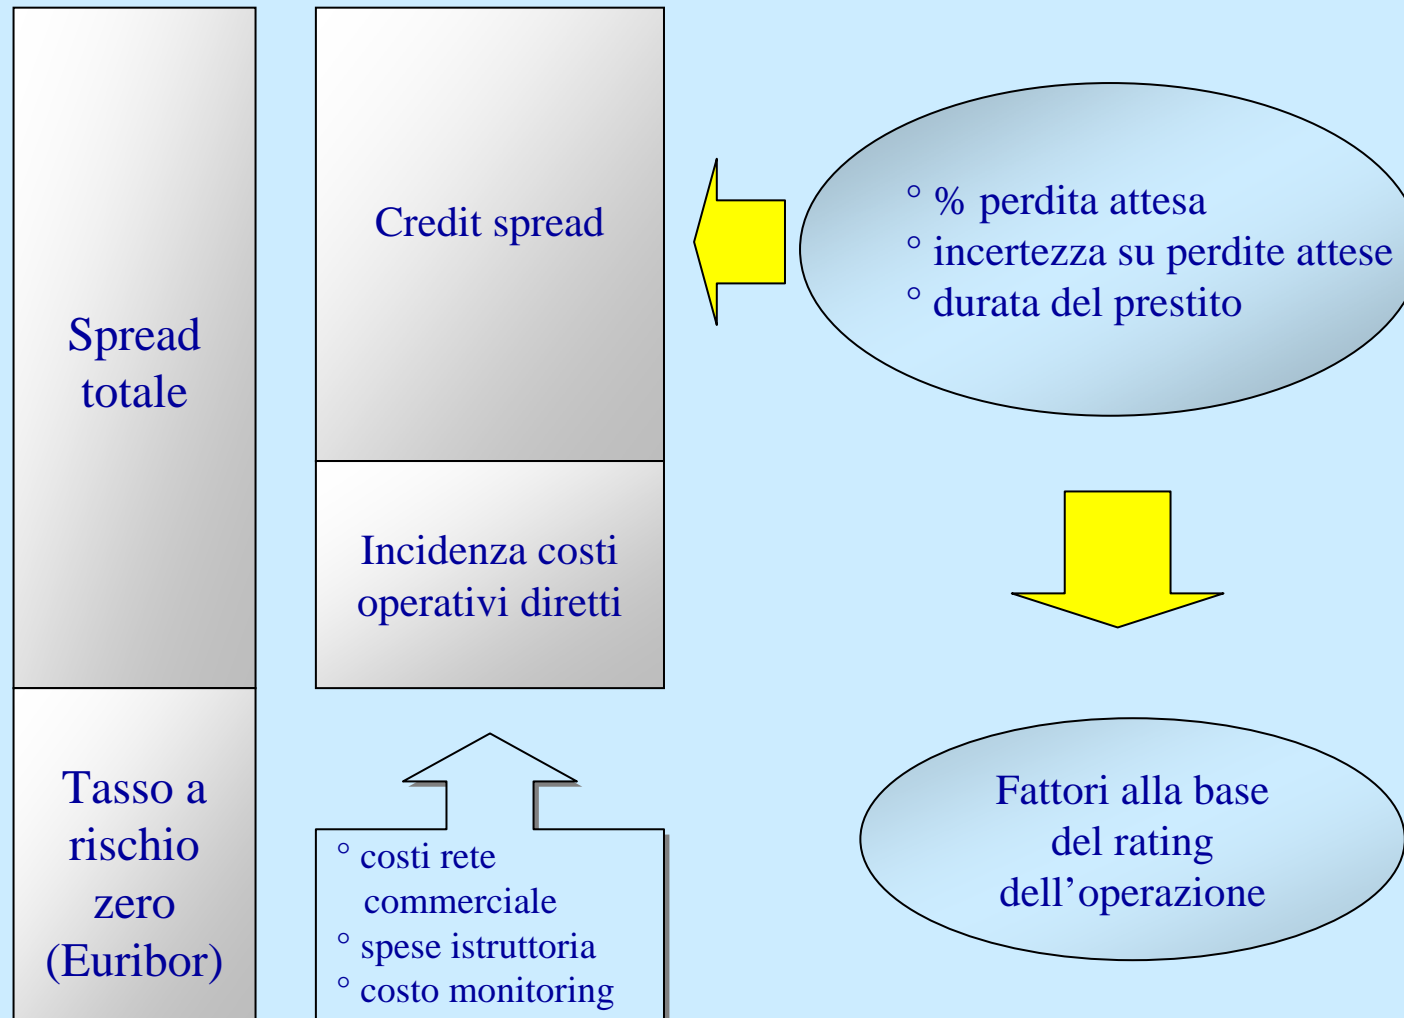 Spread
totale
Tasso a
rischio
zero
(Euribor)
Credit spread
Incidenza costi
operativi diretti
° costi rete
commerciale
° spese istruttoria
° costo monitoring
° % perdita attesa
° incertezza su perdite attese
° durata del prestito
Fattori alla base
del rating
dell’operazione